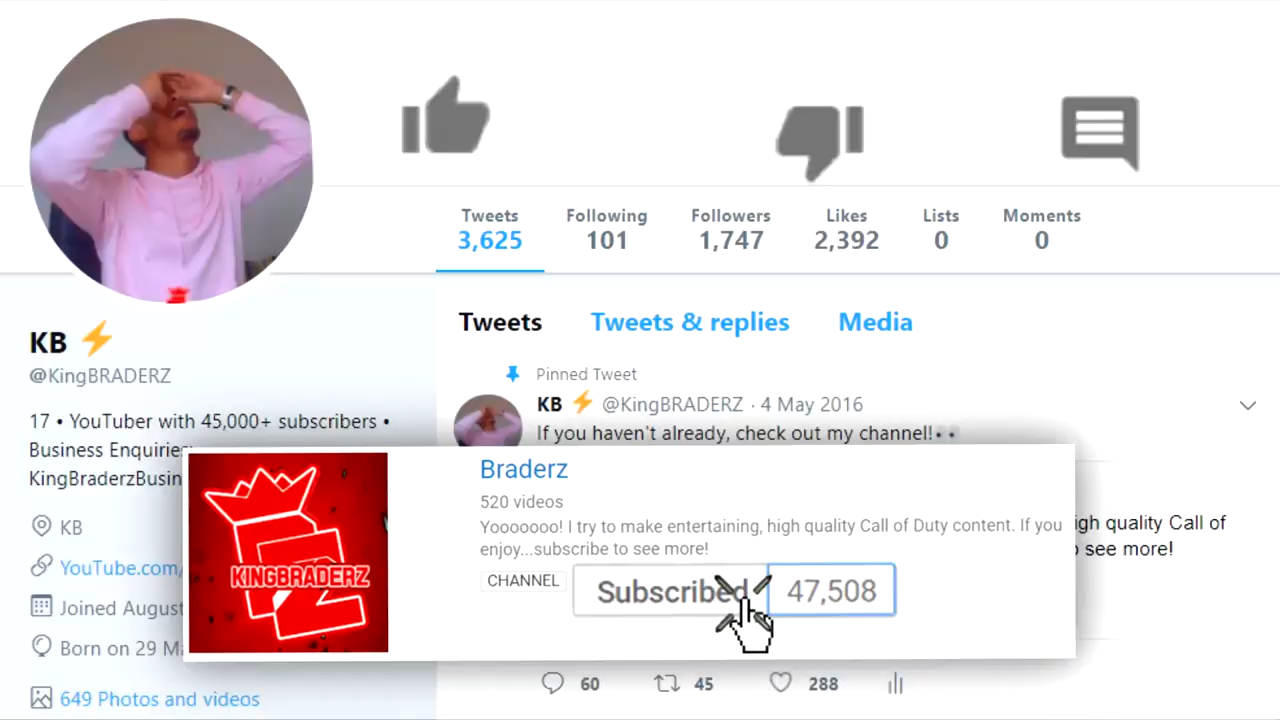 Tweets Following Followers Likes Lists Moments
3,625 101 1,747 2,392 0 0
KB ⚡
@KingBRADERZ
17 • YouTuber with 45,000+ subscribers •
Business Enquiries
KingBraderzBusin
KB
YouTube.com/
Joined August
Born on 29
649 Photos and videos
Tweets Tweets & replies Media
Pinned Tweet
KB ⚡ @KingBRADERZ · 4 May 2016
If you haven't already, check out my channel!👀
igh quality Call of
see more!
KINGBRADERZ
Braderz
520 videos
Yooooooo! I try to make entertaining, high quality Call of Duty content. If you
enjoy...subscribe to see more!
CHANNEL Subscribed 47,508
60 45 288